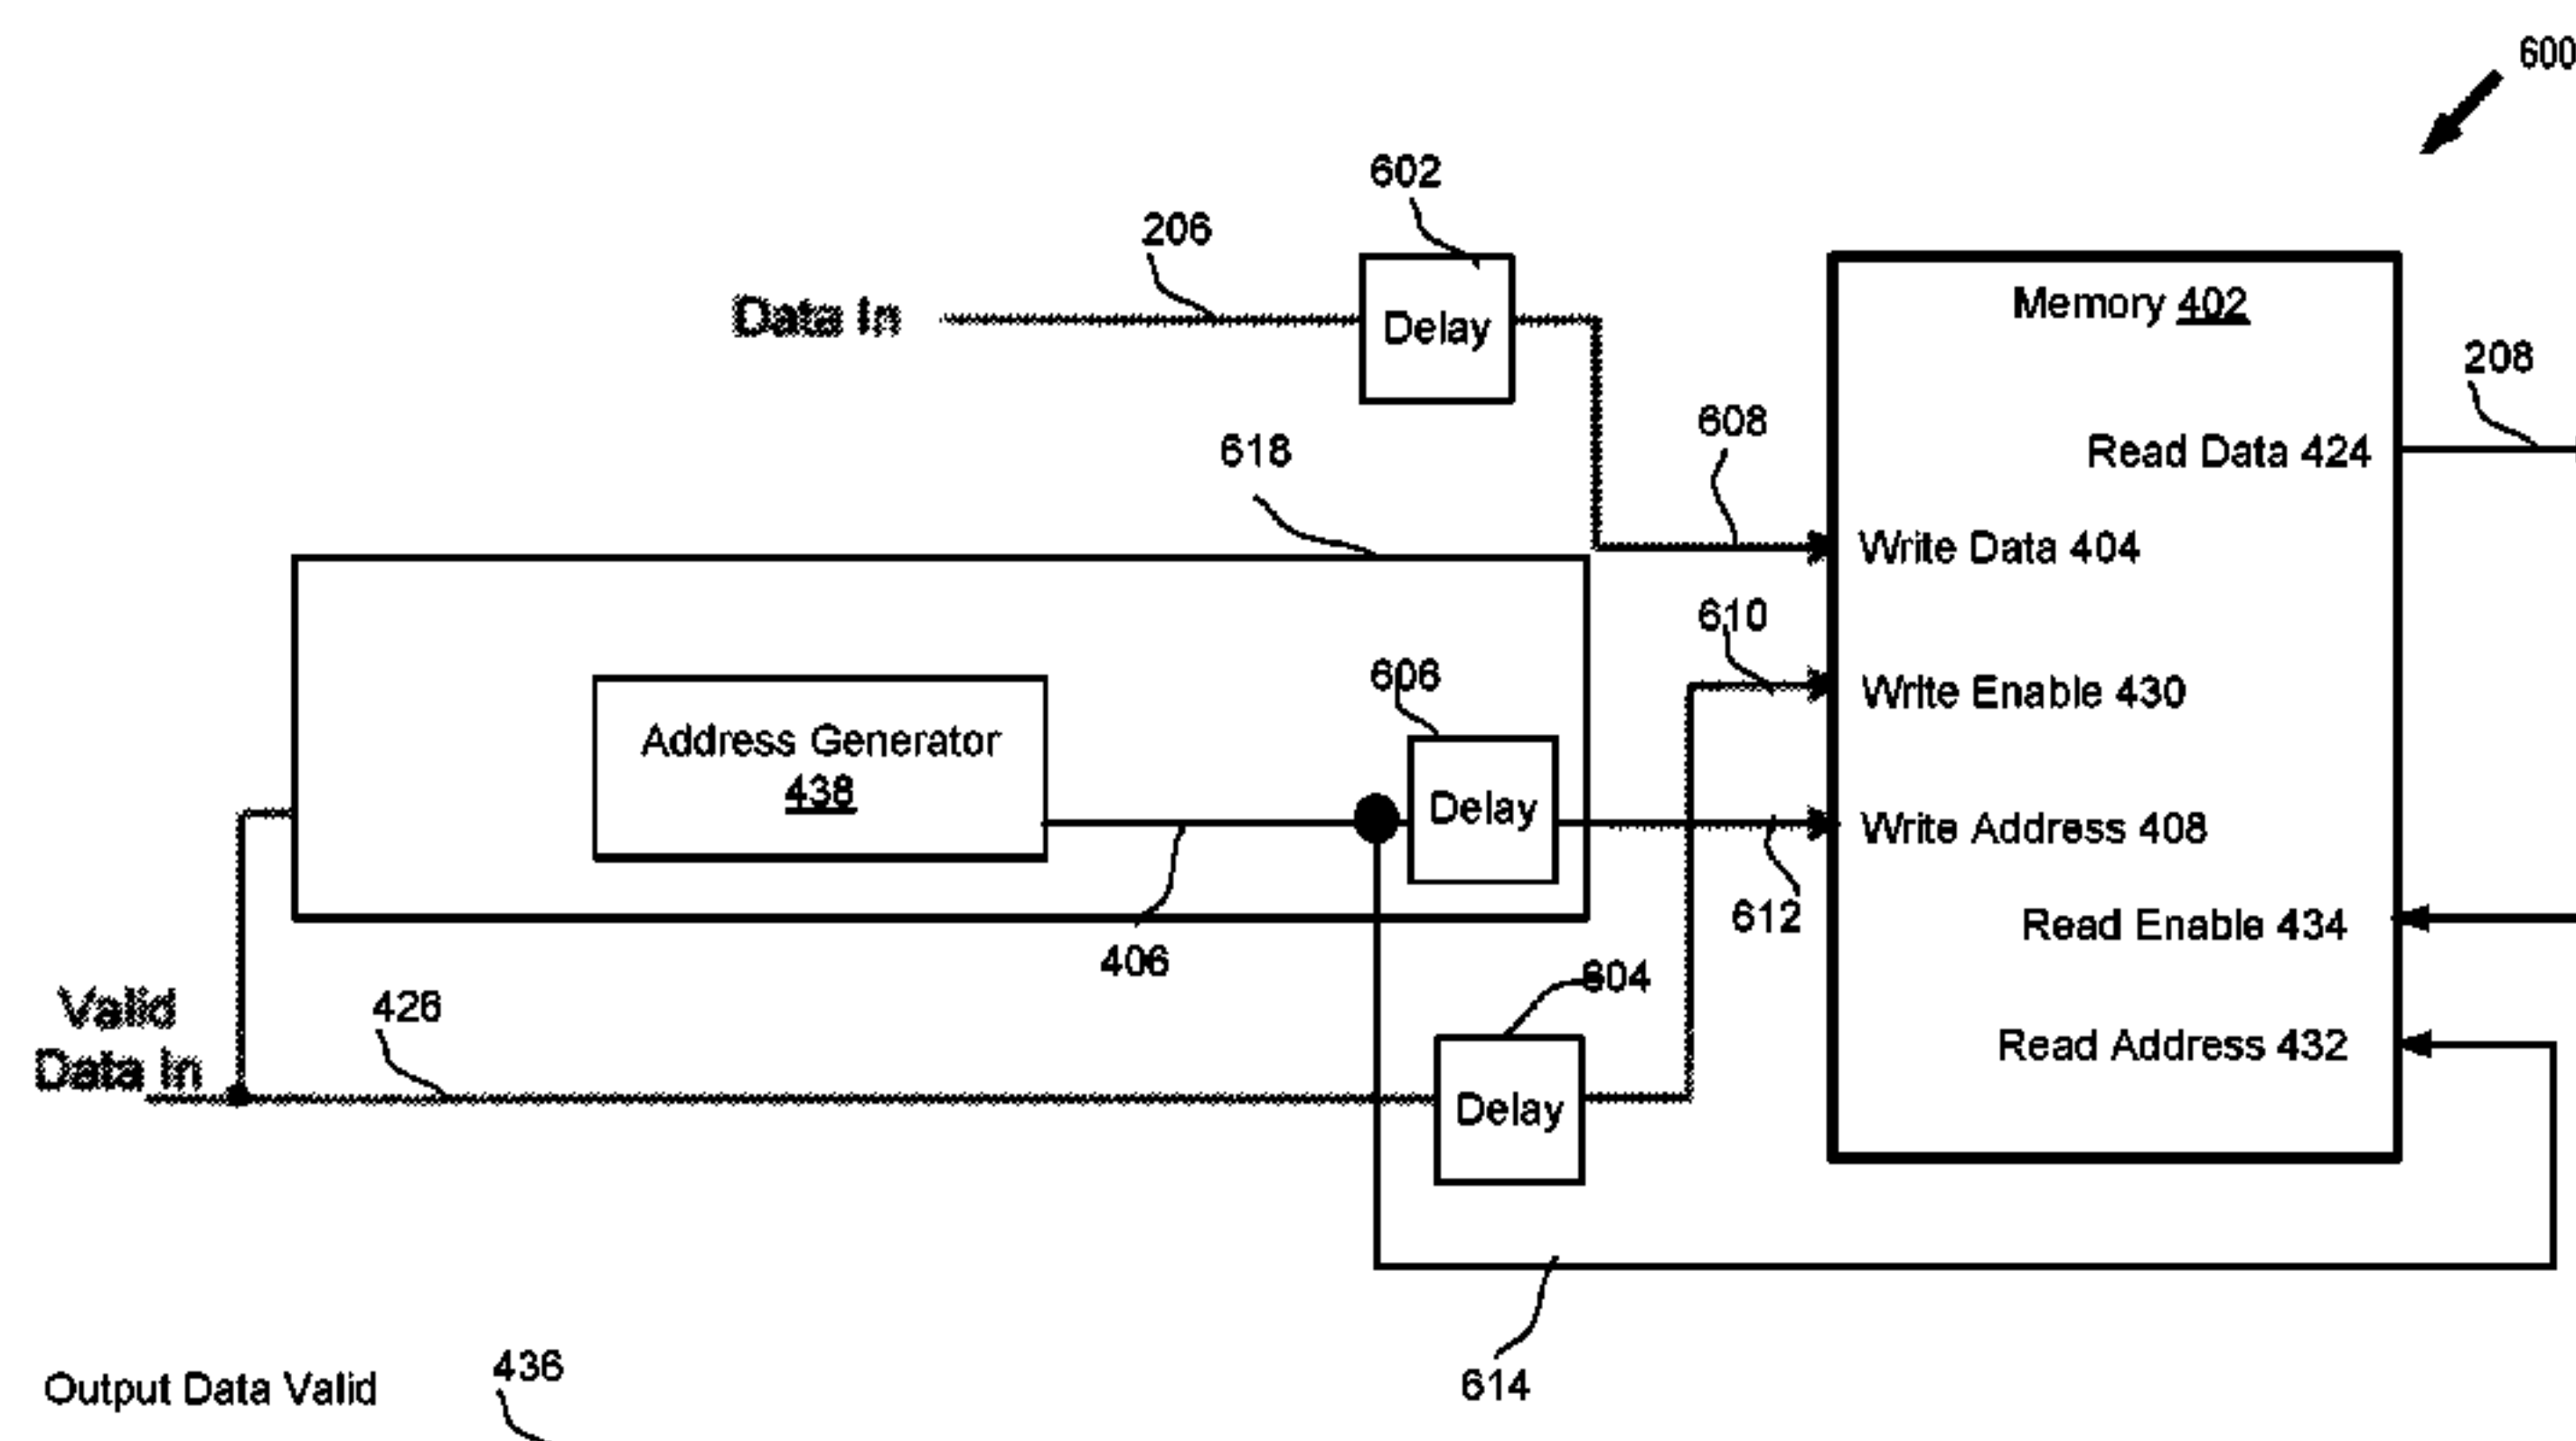 600
602
206
Data In
Delay
Memory 402
208
608
618
Read Data 424
Write Data 404
610
606
Write Enable 430
Address Generator
438
Delay
Write Address 408
612
Read Enable 434
406
604
Valid
Data In
426
Read Address 432
Delay
614
436
Output Data Valid